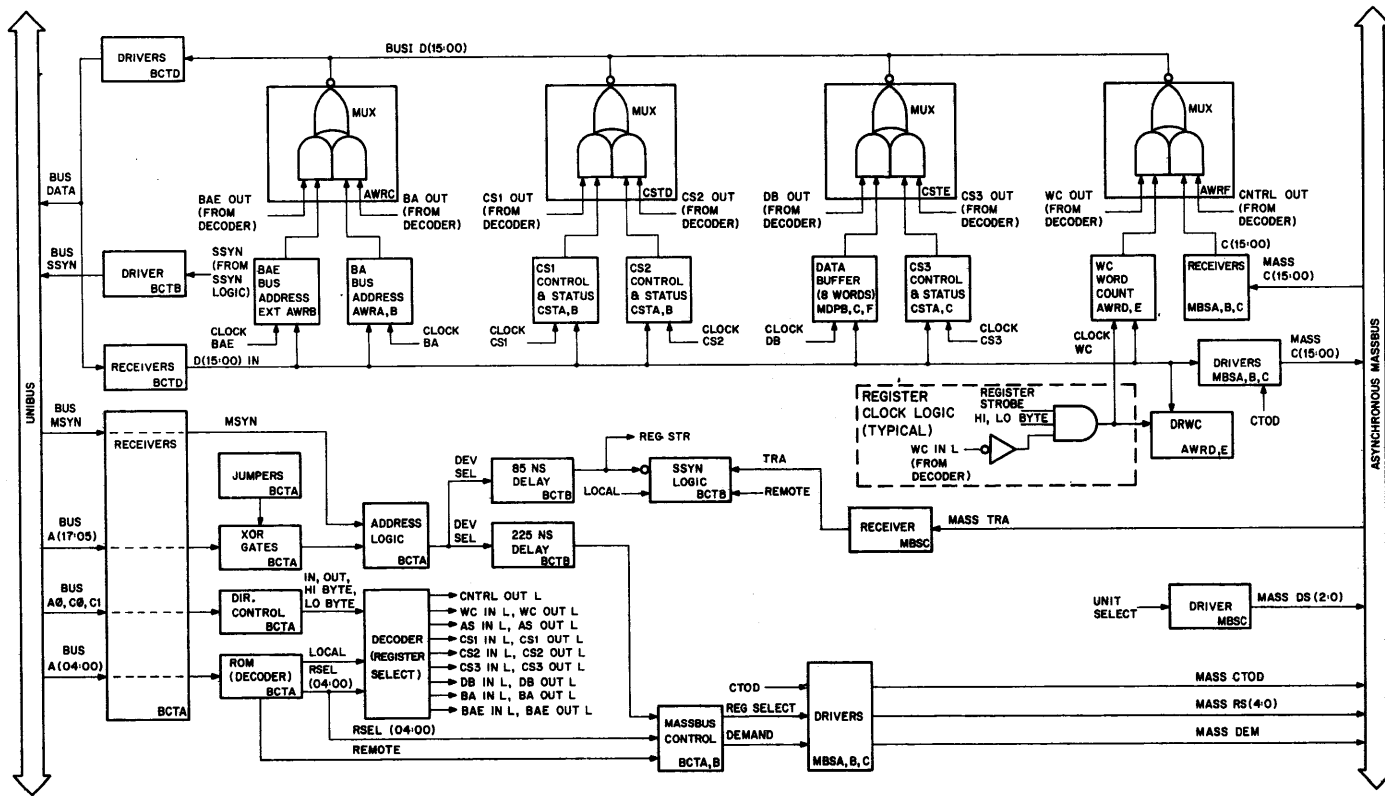 UNIBUS
ASYNCHRONOUS MASSBUS
DRIVERS
BCTD
BUSI D(15:00)
MUX
AWRC
MUX
CSTD
MUX
CSTE
MUX
AWRF
BUS
DATA
BAE OUT
(FROM
DECODER)
BA OUT
(FROM
DECODER)
CS1 OUT
(FROM
DECODER)
CS2 OUT
(FROM
DECODER)
DB OUT
(FROM
DECODER)
CS3 OUT
(FROM
DECODER)
WC OUT
(FROM
DECODER)
CNTRL OUT
(FROM
DECODER)
BUS
SSYN
DRIVER
BCTB
SSYN
(FROM
SSYN
LOGIC)
BAE
BUS
ADDRESS
EXT AWRB
BA
BUS
ADDRESS
AWRA, B
CS1
CONTROL
& STATUS
CSTA, B
CS2
CONTROL
& STATUS
CSTA, B
DATA
BUFFER
(8 WORDS)
MDPB, C, F
CS3
CONTROL
& STATUS
CSTA, C
WC
WORD
COUNT
AWRD, E
C(15:00)
RECEIVERS
MBSA, B, C
MASS
C(15:00)
CLOCK
BAE
CLOCK
BA
CLOCK
CS1
CLOCK
CS2
CLOCK
DB
CLOCK
CS3
CLOCK
WC
RECEIVERS
BCTD
D(15:00) IN
DRIVERS
MBSA, B, C
MASS
C(15:00)
CTOD
REGISTER
CLOCK LOGIC
(TYPICAL)
REGISTER
STROBE
HI, LO BYTE
WC IN L
(FROM
DECODER)
DRWC
AWRD, E
BUS
MSYN
RECEIVERS
BCTA
MSYN
JUMPERS
BCTA
BUS
A(17:05)
XOR
GATES
BCTA
ADDRESS
LOGIC
BCTA
DEV
SEL
85 NS
DELAY
BCTB
REG STR
LOCAL
SSYN
LOGIC
BCTB
TRA
REMOTE
DEV
SEL
225 NS
DELAY
BCTB
RECEIVER
MBSC
MASS TRA
BUS
A0, C0, C1
DIR.
CONTROL
BCTA
IN, OUT,
HI BYTE,
LO BYTE
BUS
A(04:00)
ROM
(DECODER)
BCTA
LOCAL
RSEL
(04:00)
DECODER
(REGISTER
SELECT)
CNTRL OUT L
WC IN L, WC OUT L
AS IN L, AS OUT L
CS1 IN L, CS1 OUT L
CS2 IN L, CS2 OUT L
CS3 IN L, CS3 OUT L
DB IN L, DB OUT L
BA IN L, BA OUT L
BAE IN L, BAE OUT L
UNIT
SELECT
DRIVER
MBSC
MASS DS (2:0)
RSEL (04:00)
REMOTE
MASSBUS
CONTROL
BCTA, B
CTOD
REG SELECT
DEMAND
DRIVERS
MBSA, B, C
MASS CTOD
MASS RS(4:0)
MASS DEM